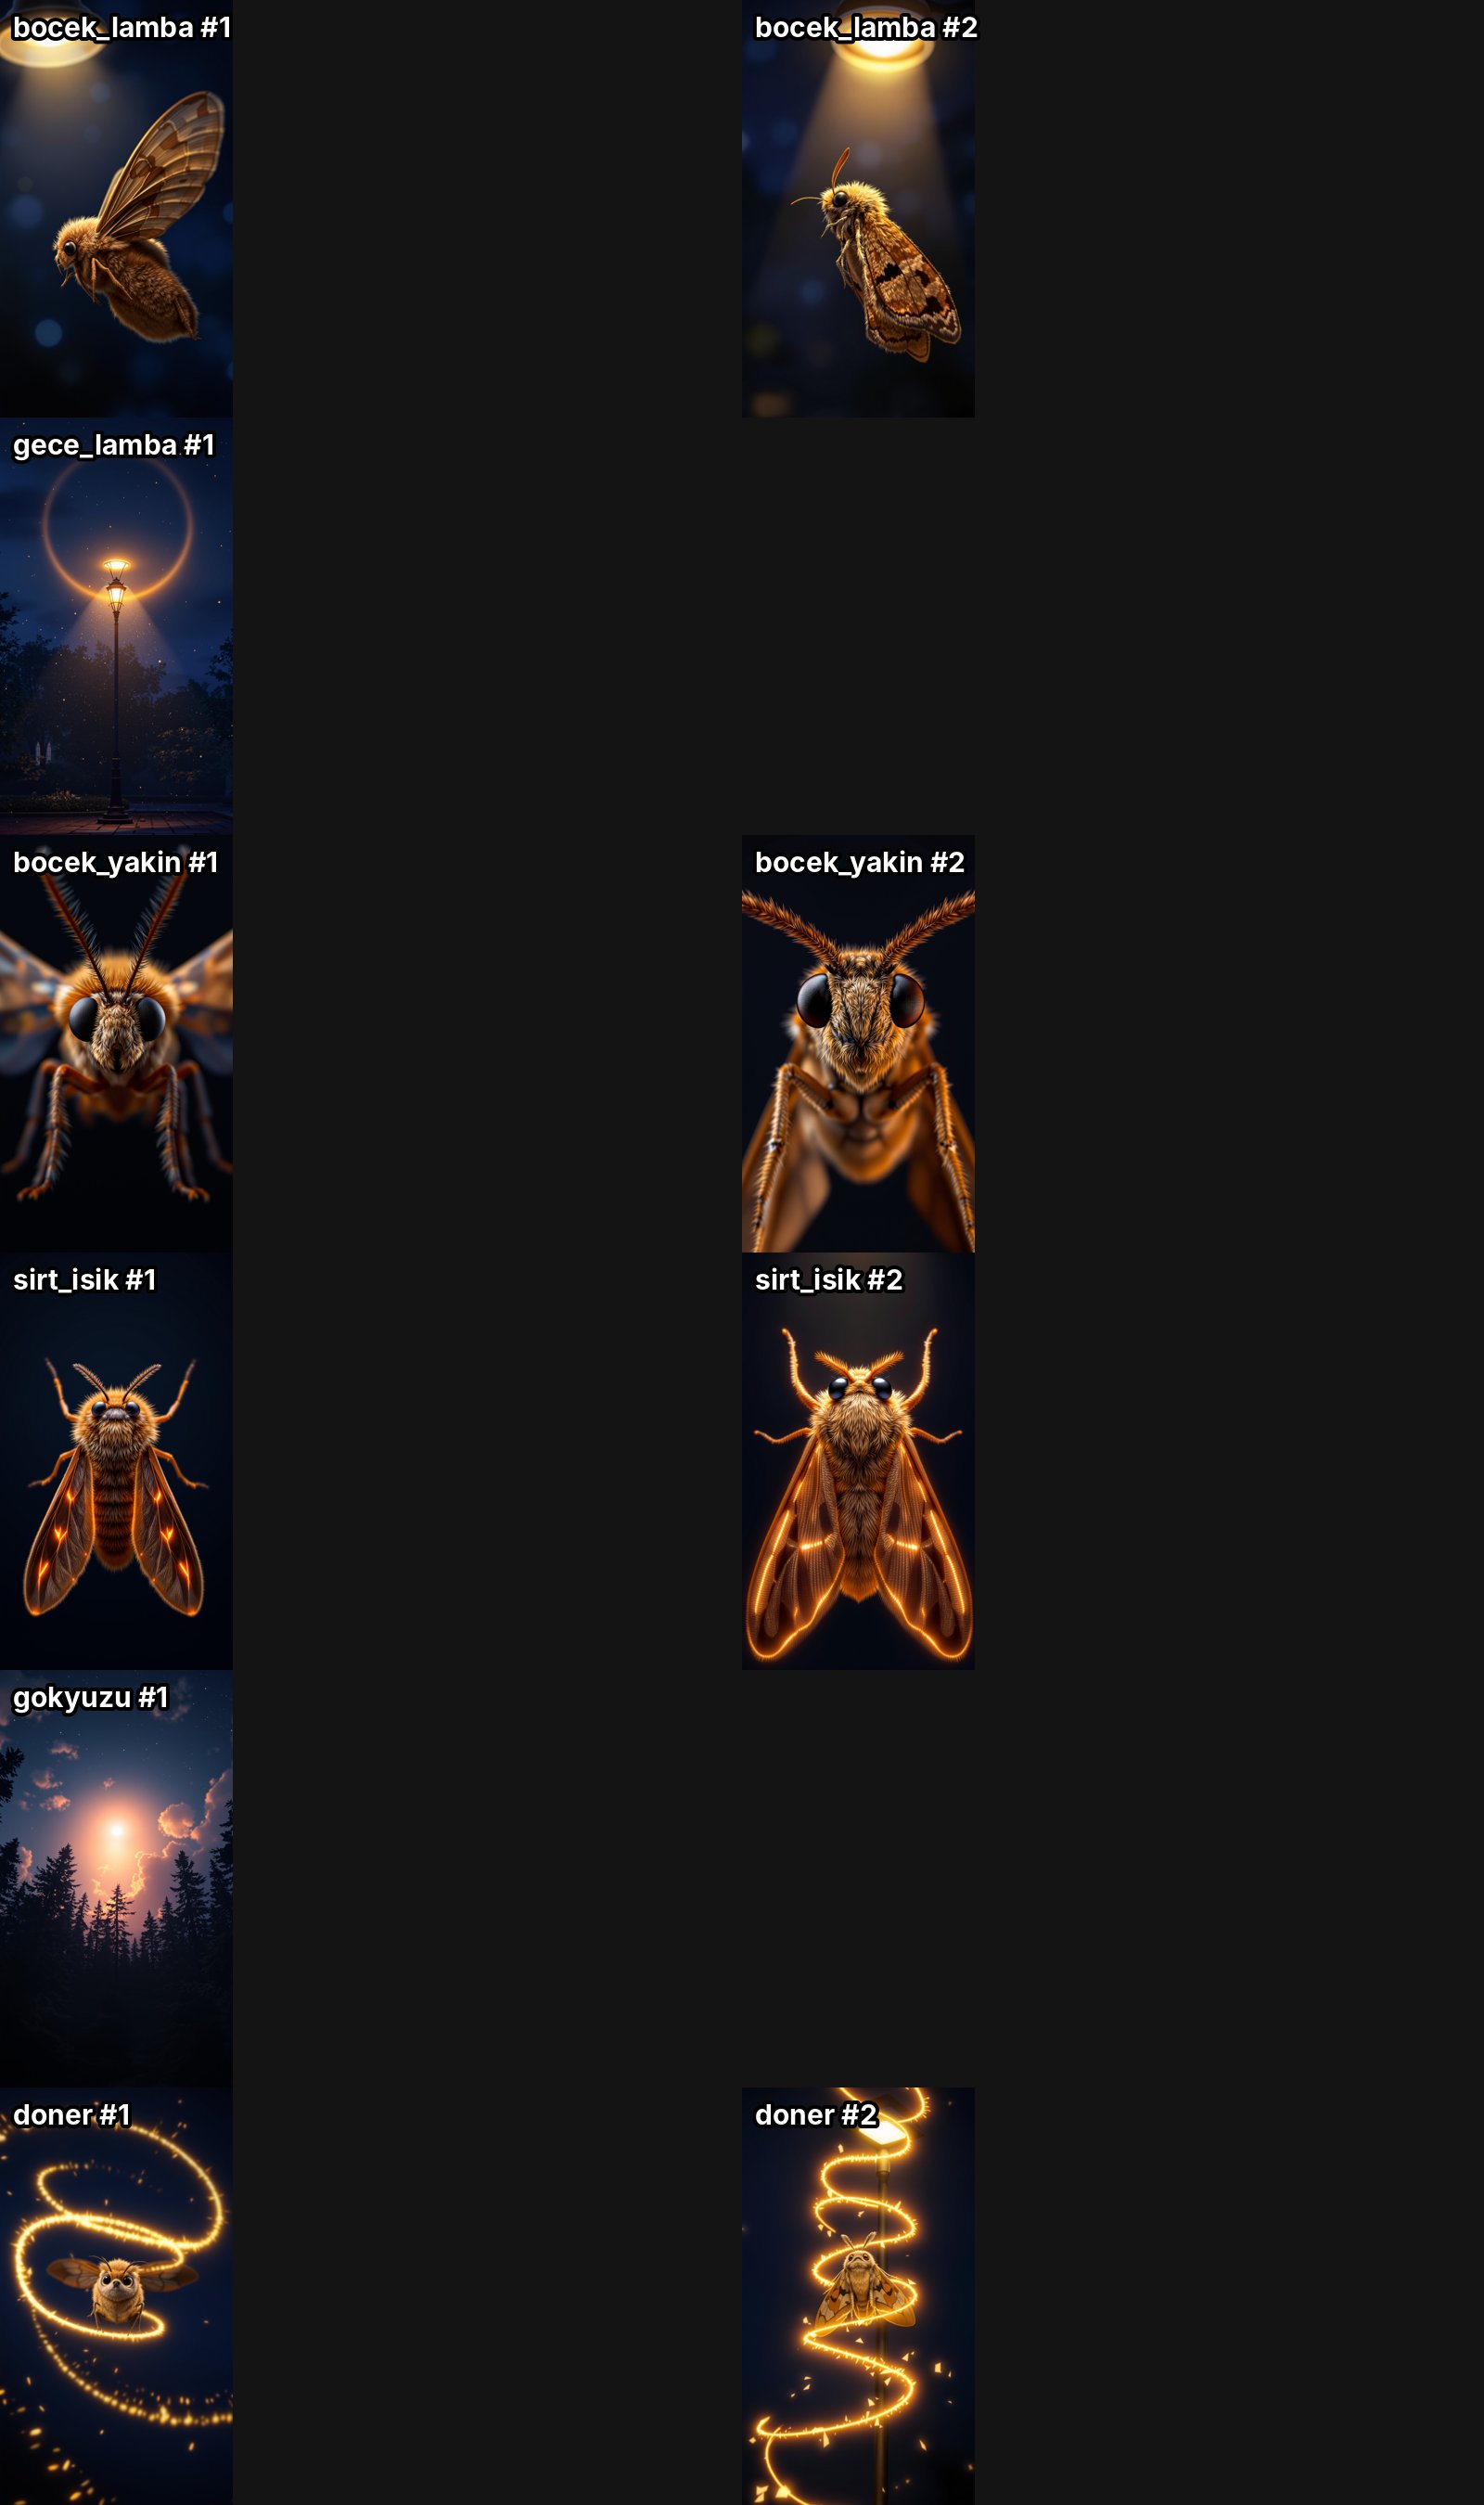 bocek_lamba #1
bocek_lamba #2
gece_lamba #1
bocek_yakin #1
bocek_yakin #2
sirt_isik #1
sirt_isik #2
gokyuzu #1
doner #1
doner #2